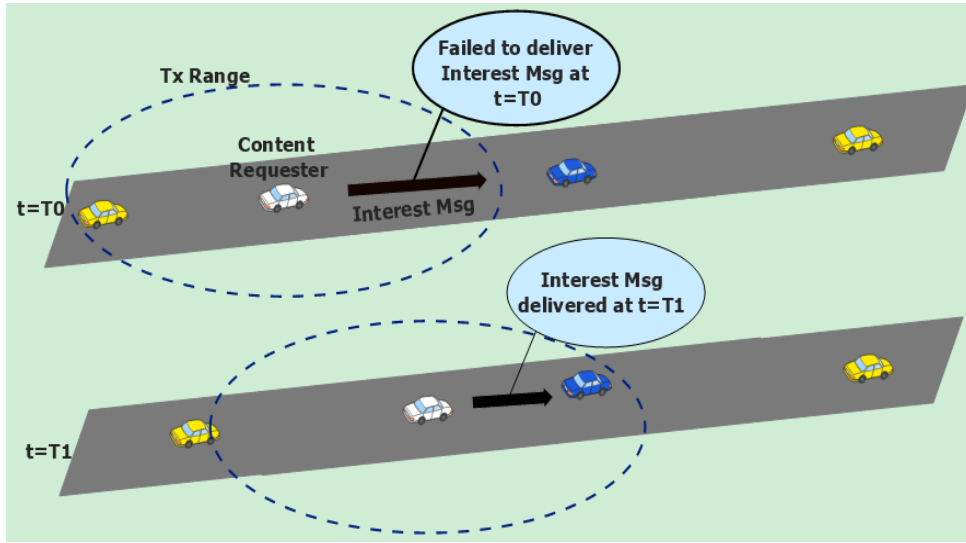 Failed to deliver
Interest Msg at
t=T0
Tx Range
Content
Requester
Interest Msg
t=T0
Interest Msg
delivered at t=T1
t=T1